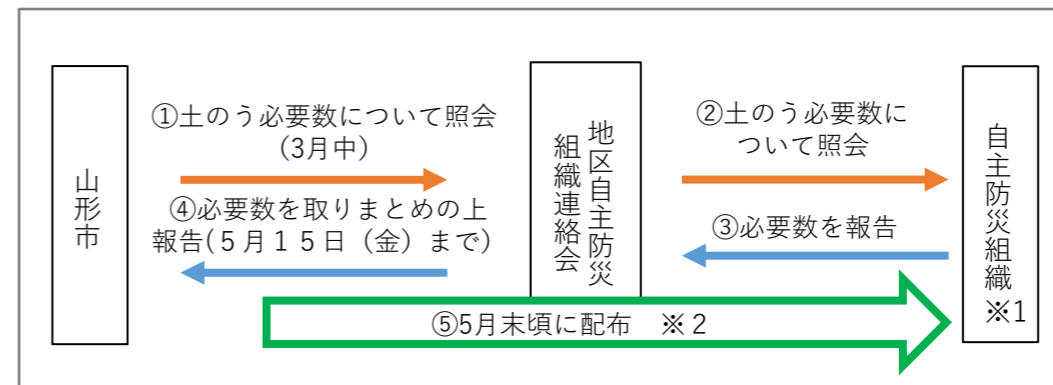 山形市
①土のう必要数について照会
(3月中)
④必要数を取りまとめの上
報告(５月１５日（金）まで)
地区自主防災
組織連絡会
②土のう必要数に
ついて照会
③必要数を報告
自主防災組織
※1
⑤5月末頃に配布　※２